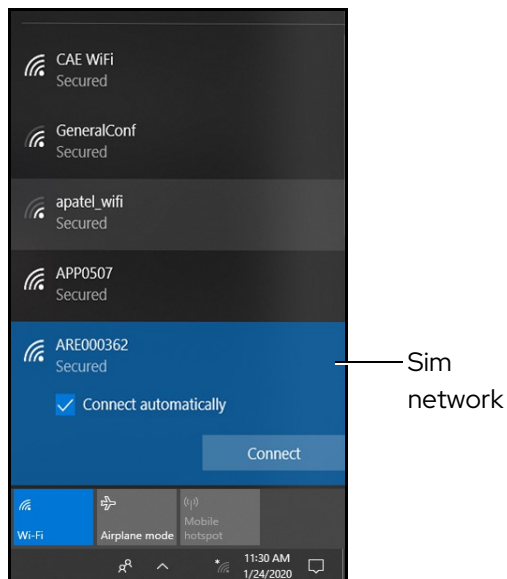 CAE WiFi
Secured
GeneralConf
Secured
apatel_wifi
Secured
APP0507
Secured
ARE000362
Secured
Connect automatically
Connect
Sim
network
Wi-Fi
Airplane mode
Mobile
hotspot
11:30 AM
1/24/2020